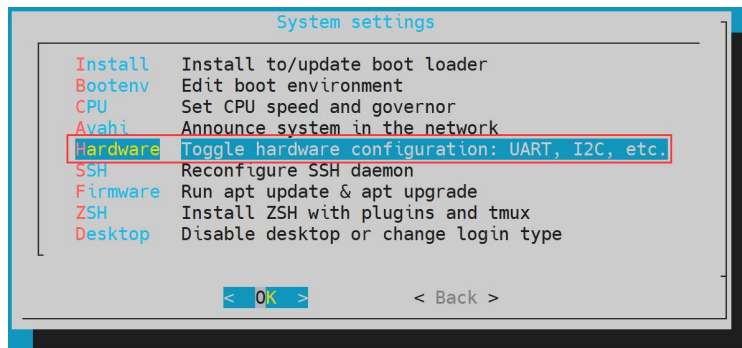 System settings
Install Install to/update boot loader
Bootenv Edit boot environment
CPU Set CPU speed and governor
Avahi Announce system in the network
Hardware Toggle hardware configuration: UART, I2C, etc.
SSH Reconfigure SSH daemon
Firmware Run apt update & apt upgrade
ZSH Install ZSH with plugins and tmux
Desktop Disable desktop or change login type
< OK > < Back >